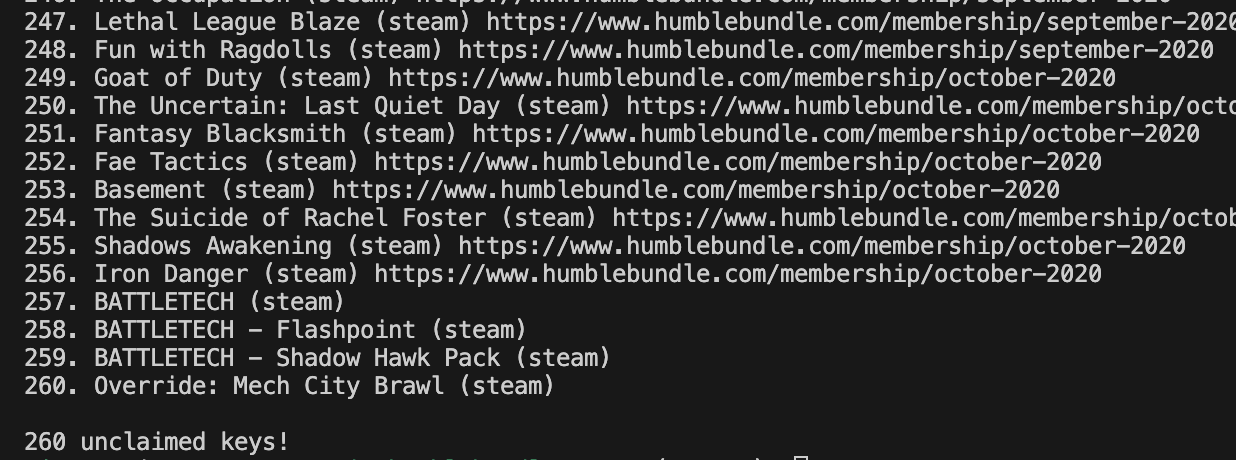 247. Lethal League Blaze (steam) https://www.humblebundle.com/membership/september-2020
248. Fun with Ragdolls (steam) https://www.humblebundle.com/membership/september-2020
249. Goat of Duty (steam) https://www.humblebundle.com/membership/october-2020
250. The Uncertain: Last Quiet Day (steam) https://www.humblebundle.com/membership/octo
251. Fantasy Blacksmith (steam) https://www.humblebundle.com/membership/october-2020
252. Fae Tactics (steam) https://www.humblebundle.com/membership/october-2020
253. Basement (steam) https://www.humblebundle.com/membership/october-2020
254. The Suicide of Rachel Foster (steam) https://www.humblebundle.com/membership/octob
255. Shadows Awakening (steam) https://www.humblebundle.com/membership/october-2020
256. Iron Danger (steam) https://www.humblebundle.com/membership/october-2020
257. BATTLETECH (steam)
258. BATTLETECH - Flashpoint (steam)
259. BATTLETECH - Shadow Hawk Pack (steam)
260. Override: Mech City Brawl (steam)
260 unclaimed keys!